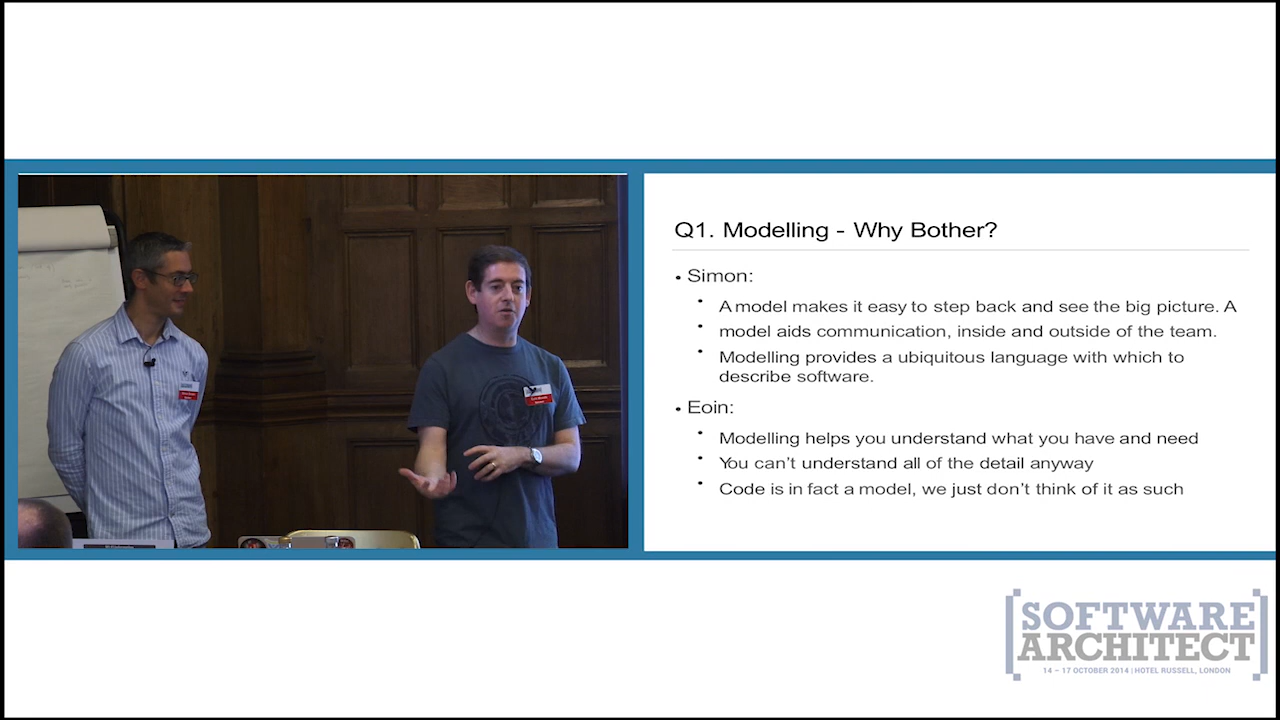 Q1. Modelling - Why Bother?
• Simon:
• A model makes it easy to step back and see the big picture. A
• model aids communication, inside and outside of the team.
• Modelling provides a ubiquitous language with which to
describe software.
• Eoin:
• Modelling helps you understand what you have and need
• You can’t understand all of the detail anyway
• Code is in fact a model, we just don’t think of it as such
[SOFTWARE]
[ARCHITECT]
14 – 17 OCTOBER 2014 | HOTEL RUSSELL, LONDON